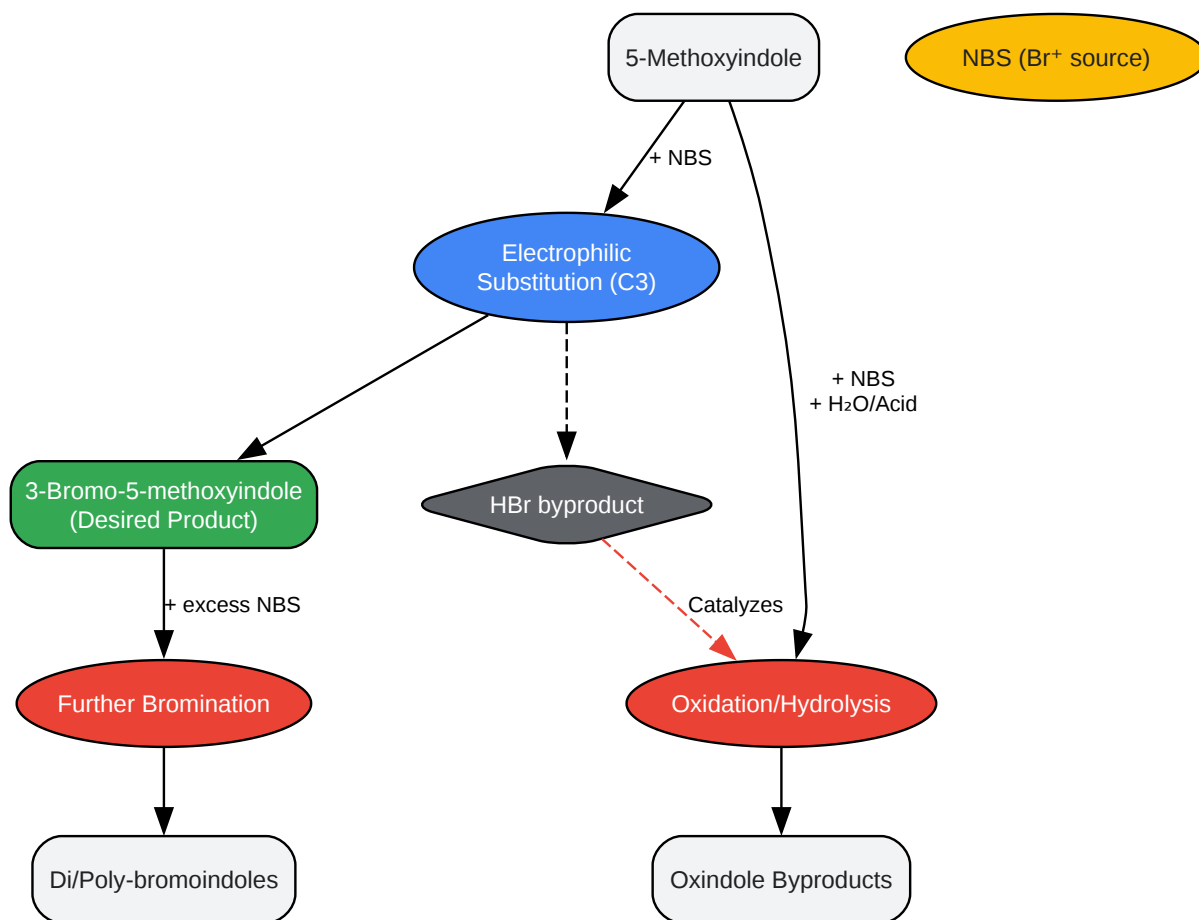 5-Methoxyindole
NBS (Br⁺ source)
+ NBS
Electrophilic
Substitution (C3)
+ NBS
+ H₂O/Acid
3-Bromo-5-methoxyindole
(Desired Product)
HBr byproduct
+ excess NBS
Catalyzes
Further Bromination
Oxidation/Hydrolysis
Di/Poly-bromoindoles
Oxindole Byproducts